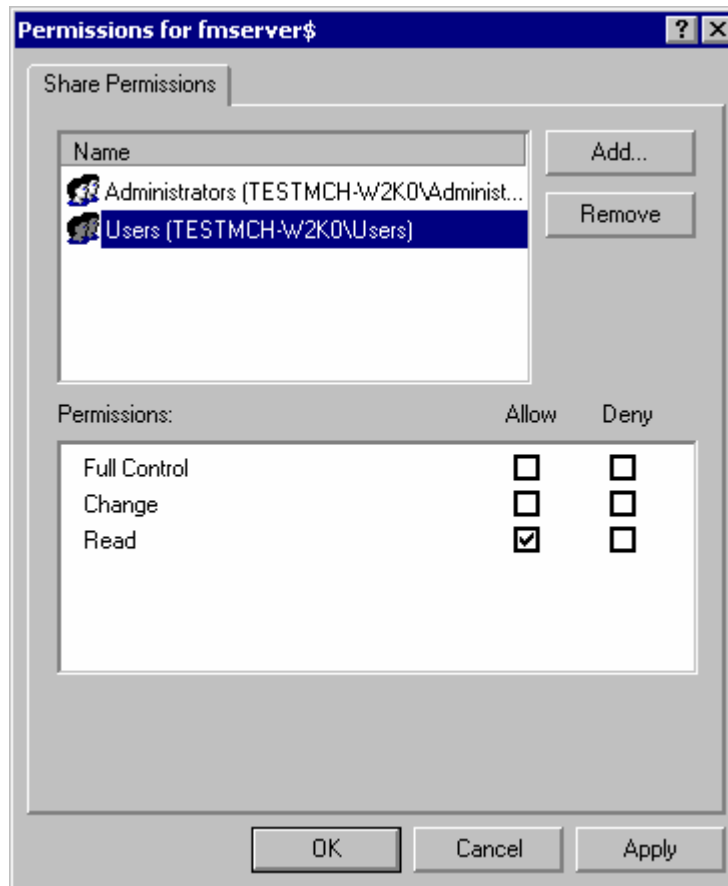 Permissions for fmserver$
? X
Share Permissions
Name
Add...
Administrators (TESTMCH-W2K0\Administ...
Remove
Users (TESTMCH-W2K0\Users)
Permissions: Allow Deny
Full Control
Change
Read
OK Cancel Apply